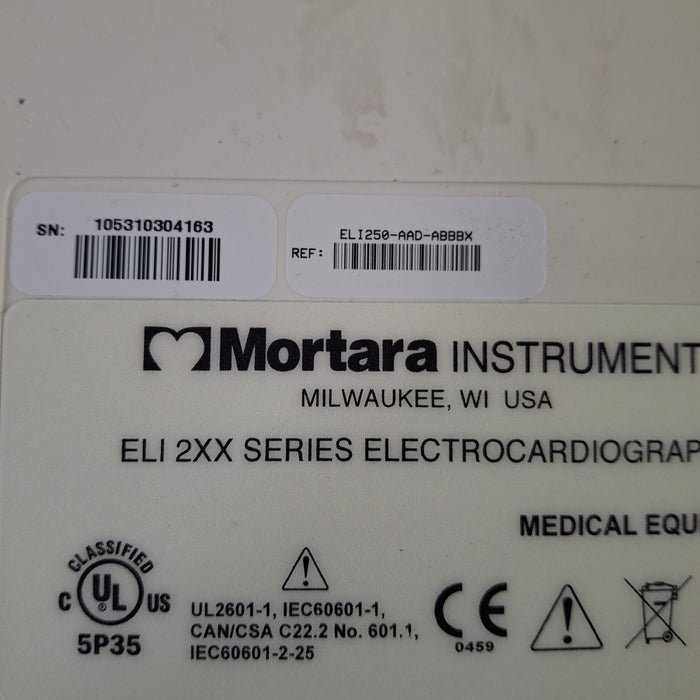 SN: 105310304163
ELI250-AAD-ABBBX
REF:
Mortara INSTRUMENT
MILWAUKEE, WI USA
ELI 2XX SERIES ELECTROCARDIOGRAP
MEDICAL EQU
CLASSIFIED
C UL US
®
5P35
UL2601-1, IEC60601-1,
CAN/CSA C22.2 No. 601.1,
IEC60601-2-25
CE
0459